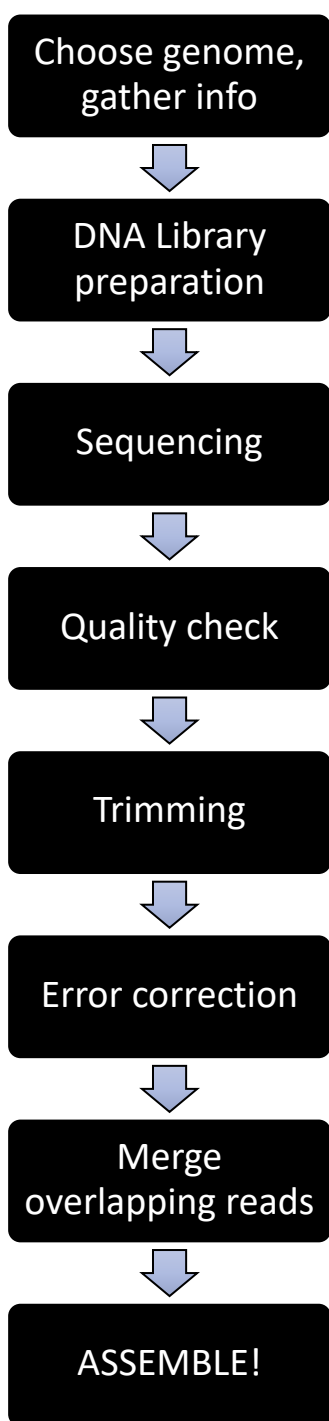 Choose genome,
gather info
DNA Library
preparation
Sequencing
Quality check
Trimming
Error correction
Merge
overlapping reads
ASSEMBLE!